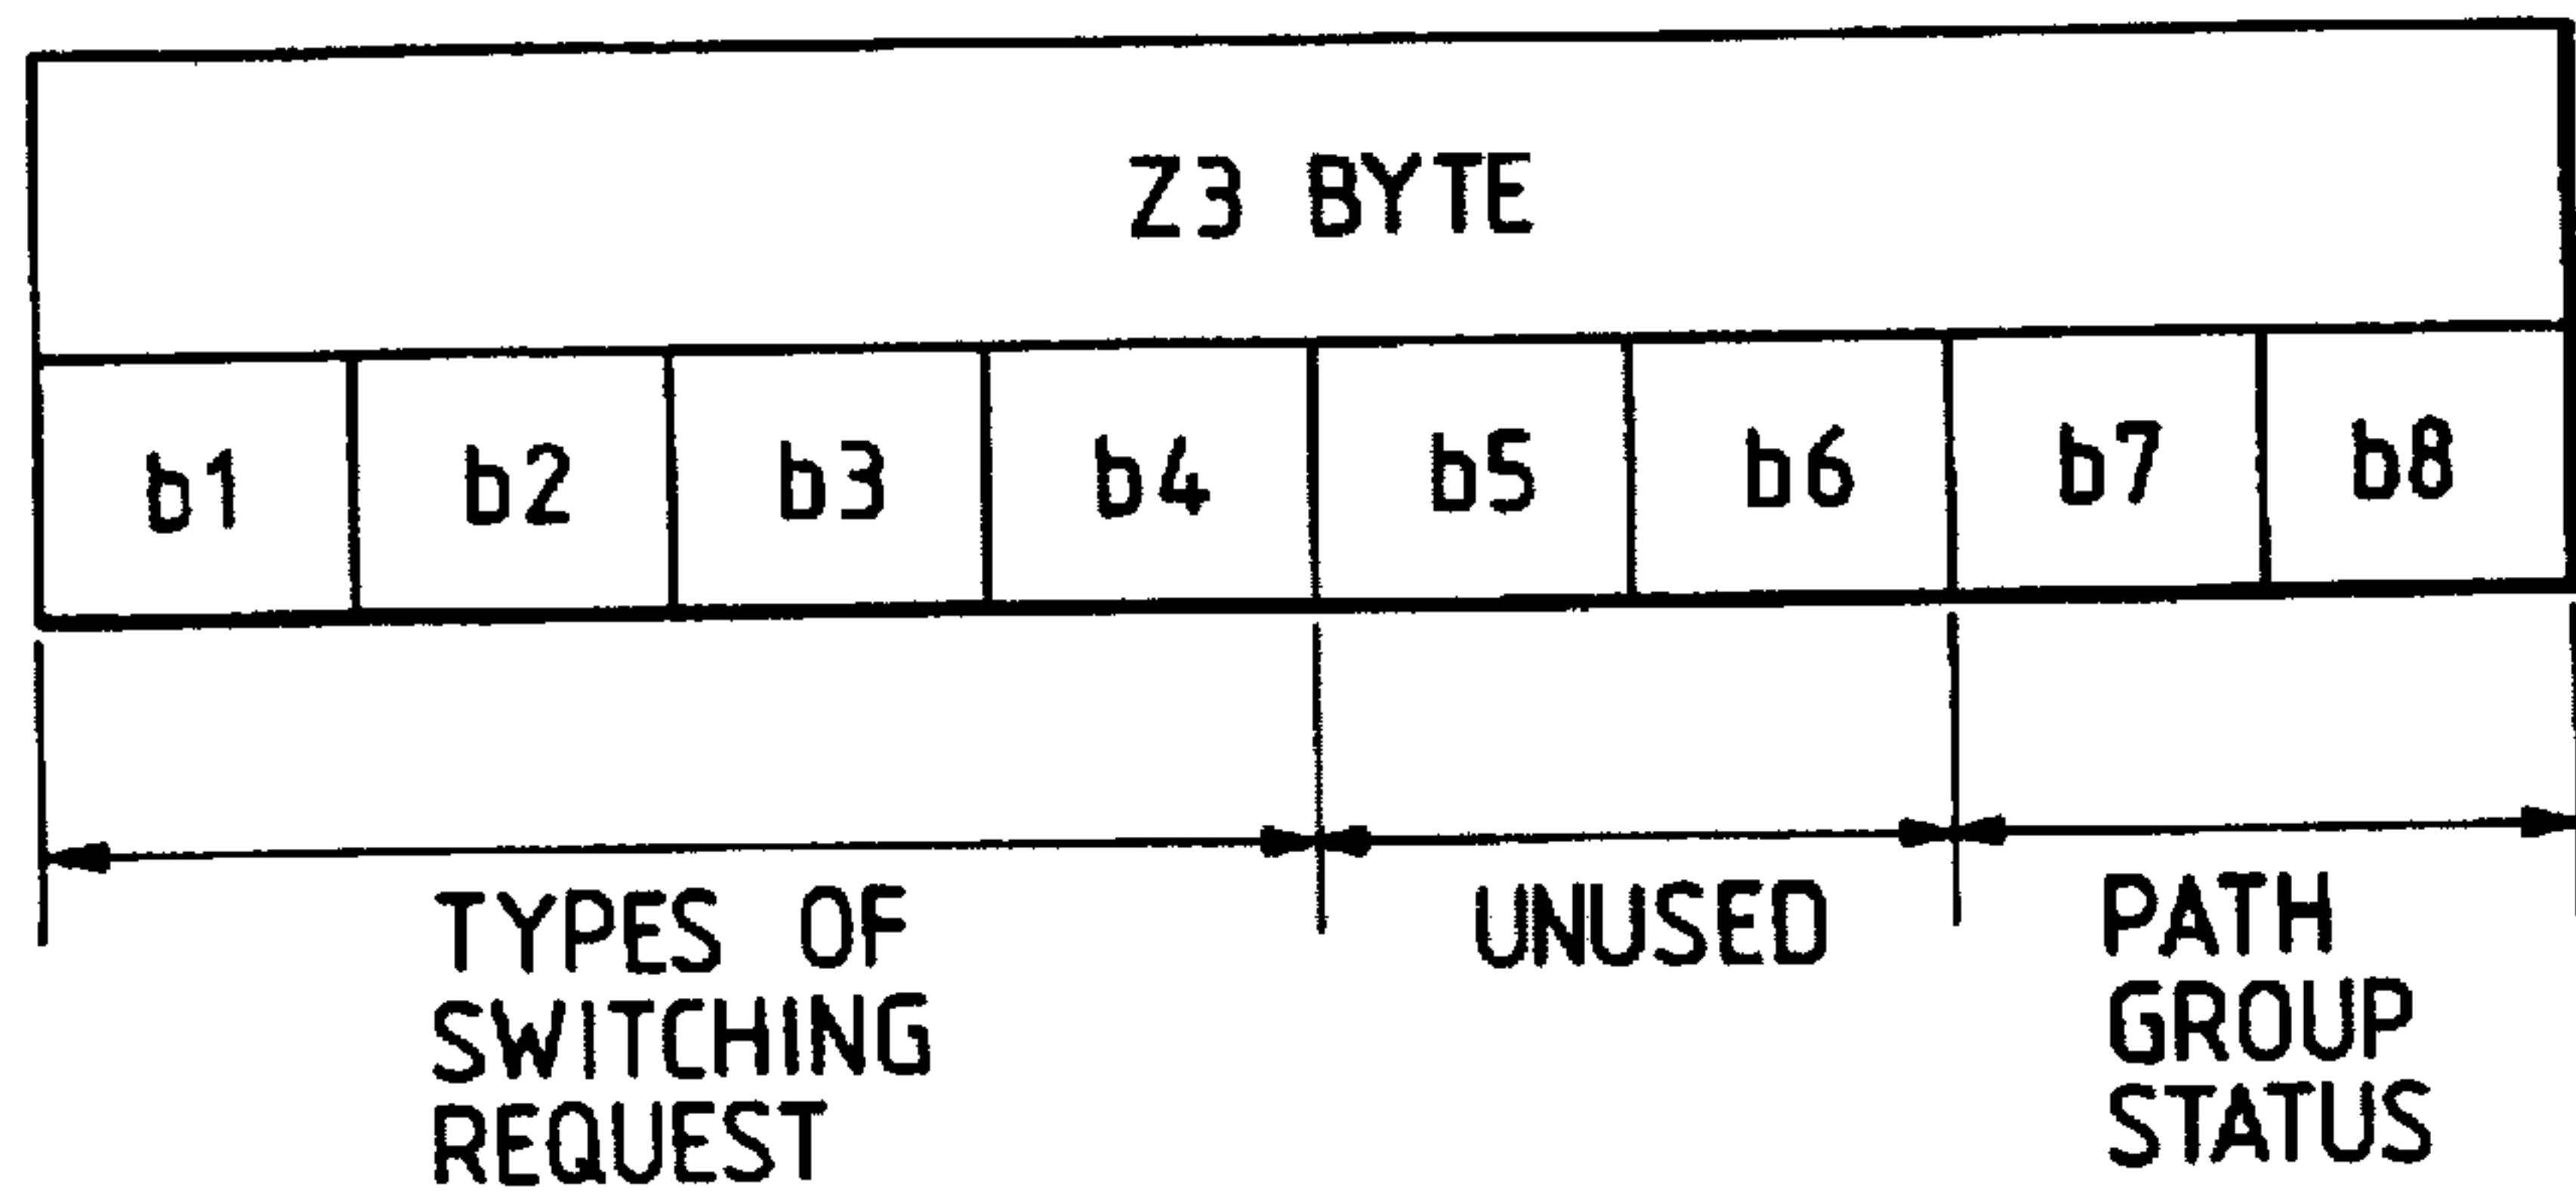 Z3 BYTE
b1 b2 b3 b4 b5 b6 b7 b8
TYPES OF
SWITCHING
REQUEST
UNUSED
PATH
GROUP
STATUS